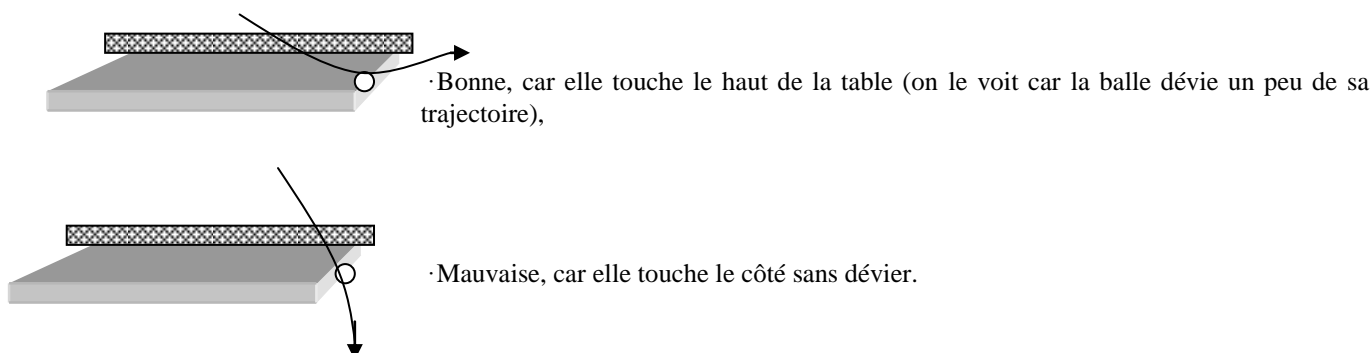 ·Bonne, car elle touche le haut de la table (on le voit car la balle dévie un peu de sa
trajectoire),
·Mauvaise, car elle touche le côté sans dévier.